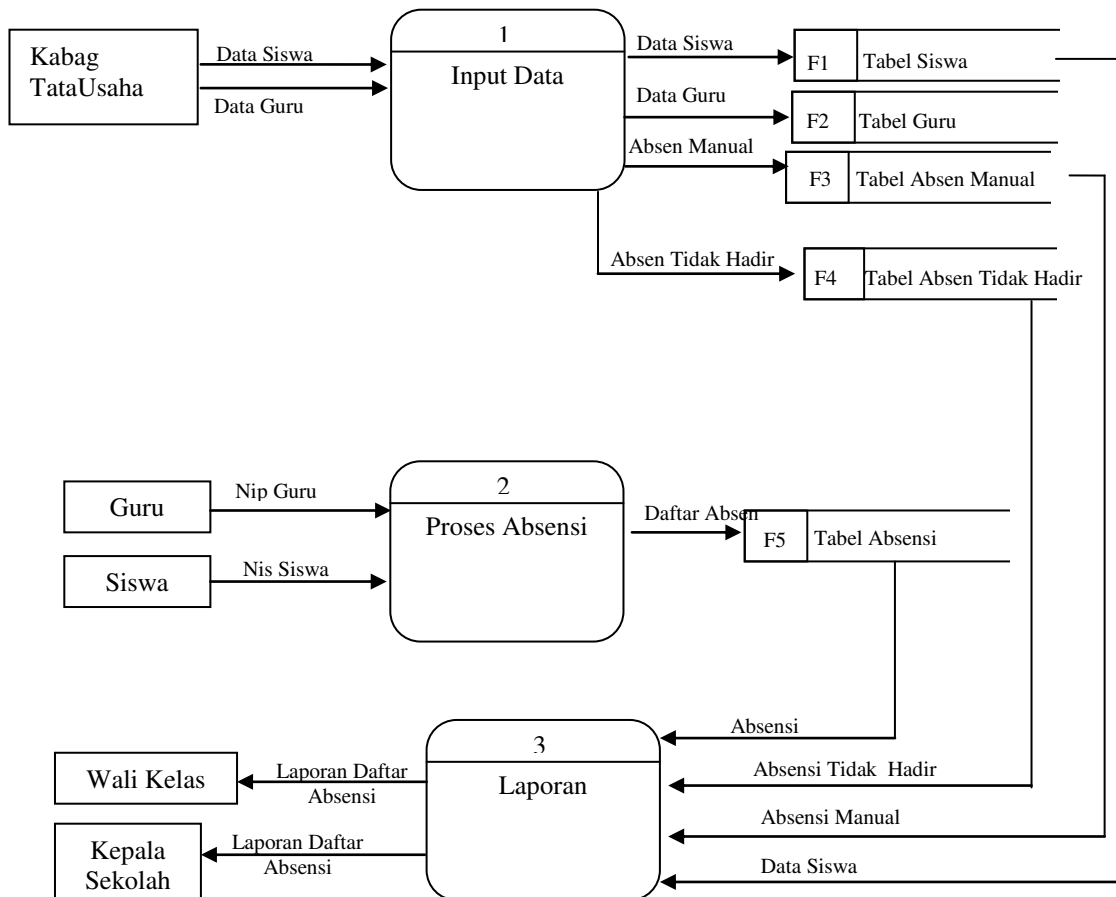 1
Kabag
TataUsaha
Data Siswa
Data Guru
Input Data
Data Siswa
F1 Tabel Siswa
Data Guru
F2 Tabel Guru
Absen Manual
F3 Tabel Absen Manual
Absen Tidak Hadir
F4 Tabel Absen Tidak Hadir
Guru
Nip Guru
2
Proses Absensi
Daftar Absen
F5 Tabel Absensi
Siswa
Nis Siswa
3
Laporan
Absensi
Absensi Tidak Hadir
Absensi Manual
Data Siswa
Wali Kelas
Laporan Daftar
Absensi
Kepala
Sekolah
Laporan Daftar
Absensi